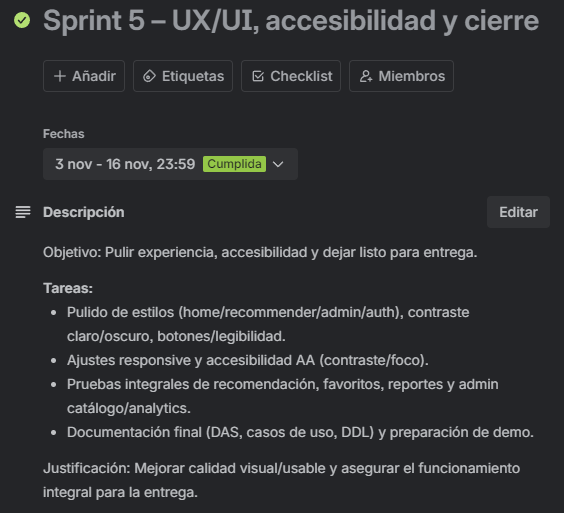 Sprint 5 – UX/UI, accesibilidad y cierre
+ Añadir Etiquetas Checklist Miembros
Fechas
3 nov - 16 nov, 23:59 Cumplida
Descripción Editar
Objetivo: Pulir experiencia, accesibilidad y dejar listo para entrega.
Tareas:
• Pulido de estilos (home/recommender/admin/auth), contraste
claro/oscuro, botones/legibilidad.
• Ajustes responsive y accesibilidad AA (contraste/foco).
• Pruebas integrales de recomendación, favoritos, reportes y admin
catálogo/analytics.
• Documentación final (DAS, casos de uso, DDL) y preparación de demo.
Justificación: Mejorar calidad visual/usable y asegurar el funcionamiento
integral para la entrega.